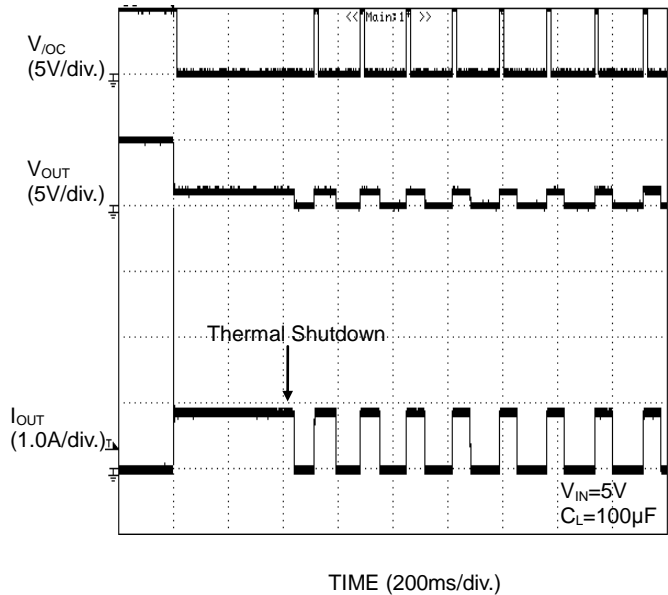 << Main:1 >>
V/OC
(5V/div.)
VOUT
(5V/div.)
Thermal Shutdown
IOUT
(1.0A/div.)
VIN=5V
CL=100µF
TIME (200ms/div.)